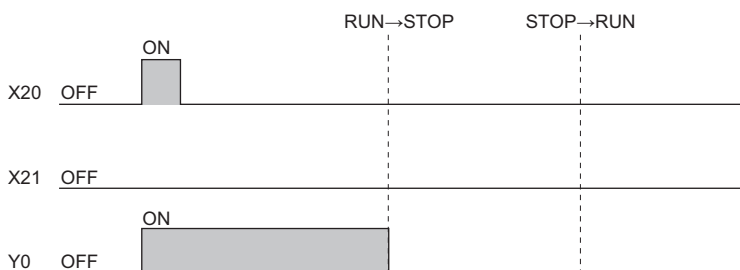 RUN→STOP STOP→RUN
ON
X20 OFF
X21 OFF
ON
Y0 OFF